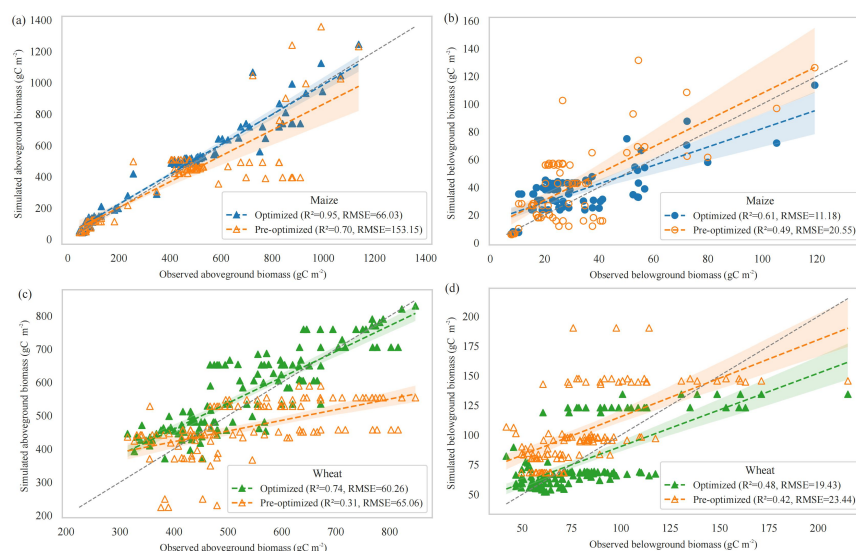 (a)
1400
1200
1000
800
600
400
200
0
Simulated aboveground biomass (gC m⁻²)
Maize
Optimized (R²=0.95, RMSE=66.03)
Pre-optimized (R²=0.70, RMSE=153.15)
0 200 400 600 800 1000 1200 1400
Observed aboveground biomass (gC m⁻²)
(b)
160
140
120
100
80
60
40
20
0
Simulated belowground biomass (gC m⁻²)
Maize
Optimized (R²=0.61, RMSE=11.18)
Pre-optimized (R²=0.49, RMSE=20.55)
0 20 40 60 80 100 120
Observed belowground biomass (gC m⁻²)
(c)
800
700
600
500
400
300
200
Simulated aboveground biomass (gC m⁻²)
Wheat
Optimized (R²=0.74, RMSE=60.26)
Pre-optimized (R²=0.31, RMSE=65.06)
200 300 400 500 600 700 800
Observed aboveground biomass (gC m⁻²)
(d)
200
175
150
125
100
75
50
Simulated beloweground biomass (gC m⁻²)
Wheat
Optimized (R²=0.48, RMSE=19.43)
Pre-optimized (R²=0.42, RMSE=23.44)
50 75 100 125 150 175 200
Observed belowground biomass (gC m⁻²)